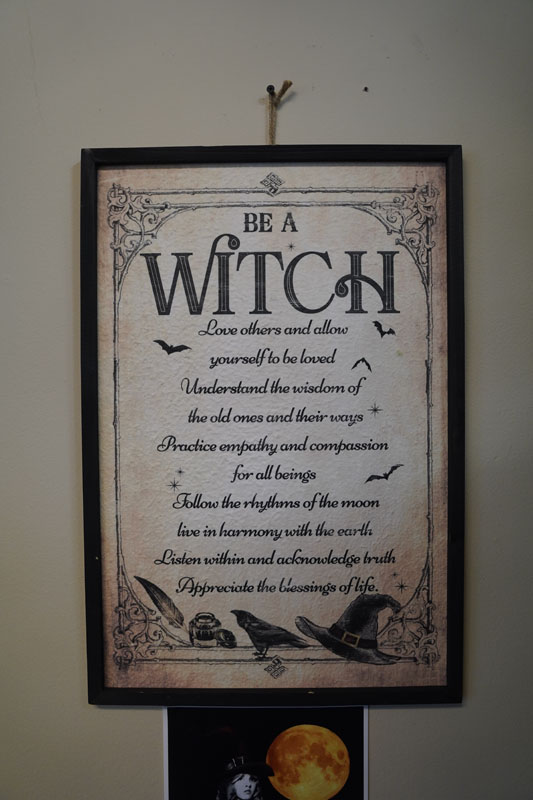 BE A
WITCH
Love others and allow
yourself to be loved
Understand the wisdom of
the old ones and their ways
Practice empathy and compassion
for all beings
Follow the rhythms of the moon
live in harmony with the earth
Listen within and acknowledge truth
Appreciate the blessings of life.